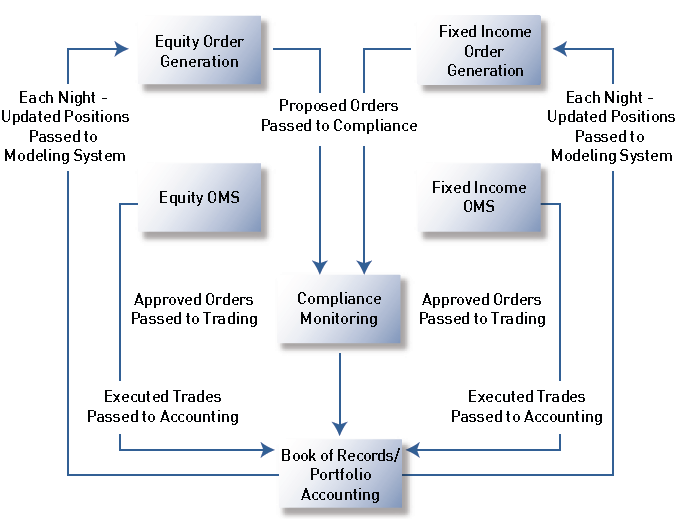 Equity Order
Generation
Fixed Income
Order
Generation
Each Night -
Updated Positions
Passed to
Modeling System
Proposed Orders
Passed to Compliance
Each Night -
Updated Positions
Passed to
Modeling System
Equity OMS
Fixed Income
OMS
Approved Orders
Passed to Trading
Compliance
Monitoring
Approved Orders
Passed to Trading
Executed Trades
Passed to Accounting
Executed Trades
Passed to Accounting
Book of Records/
Portfolio
Accounting